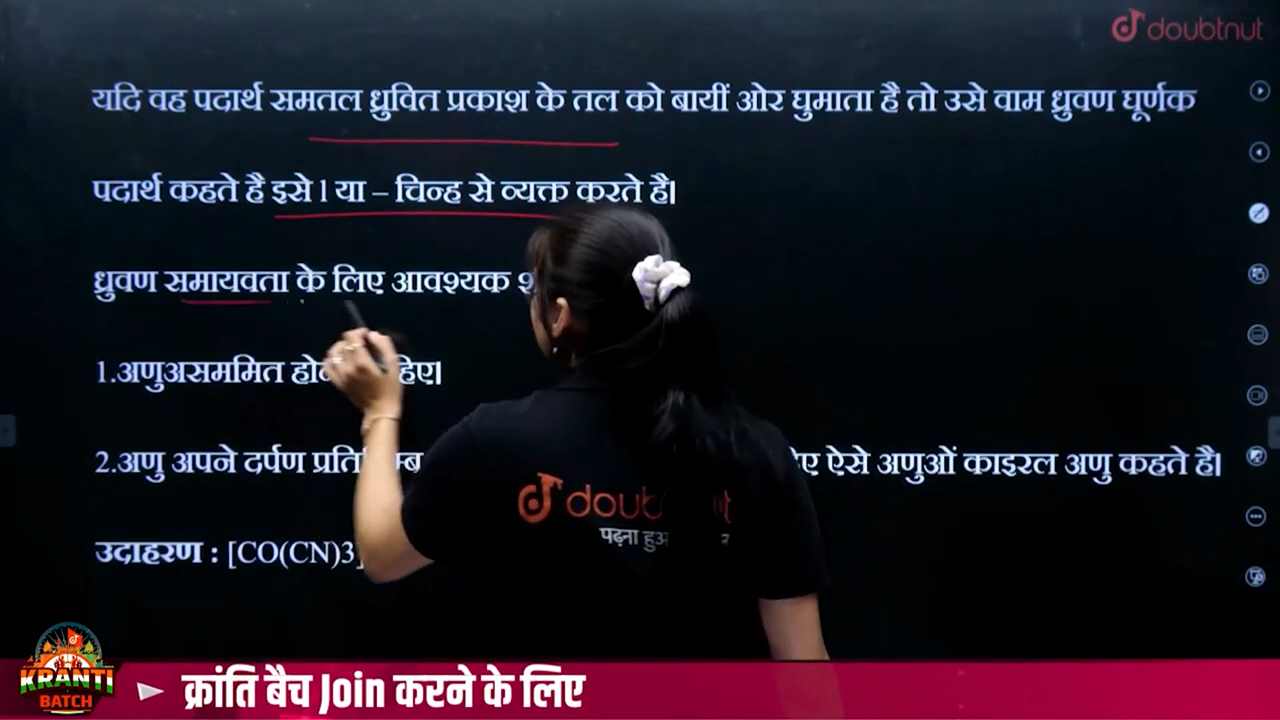 doubtnut
यदि वह पदार्थ समतल ध्रुवित प्रकाश के तल को बायीं ओर घुमाता है तो उसे वाम ध्रुवण घूर्णक
पदार्थ कहते है इसे l या – चिन्ह से व्यक्त करते है।
ध्रुवण समायवता के लिए आवश्यक
1.अणुअसममित
2.अणु अपने दर्पण ऐसे अणुओं काइरल अणु कहते है।
doub
पढ़ना
उदाहरण : [CO(CN)3]
KRANTI
BATCH
क्रांति बैच Join करने के लिए